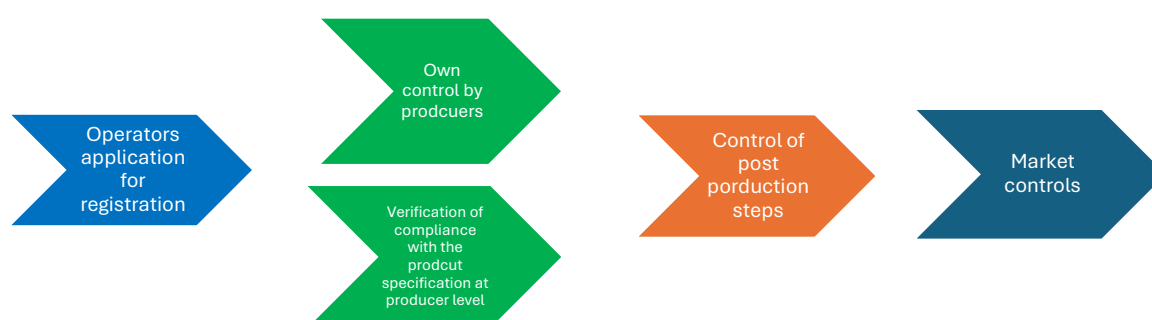 Operators
application
for
registration
Own
control by
prodcuers
Verification of
compliance
with the
prodcut
specification at
producer level
Control of
post
porduction
steps
Market
controls